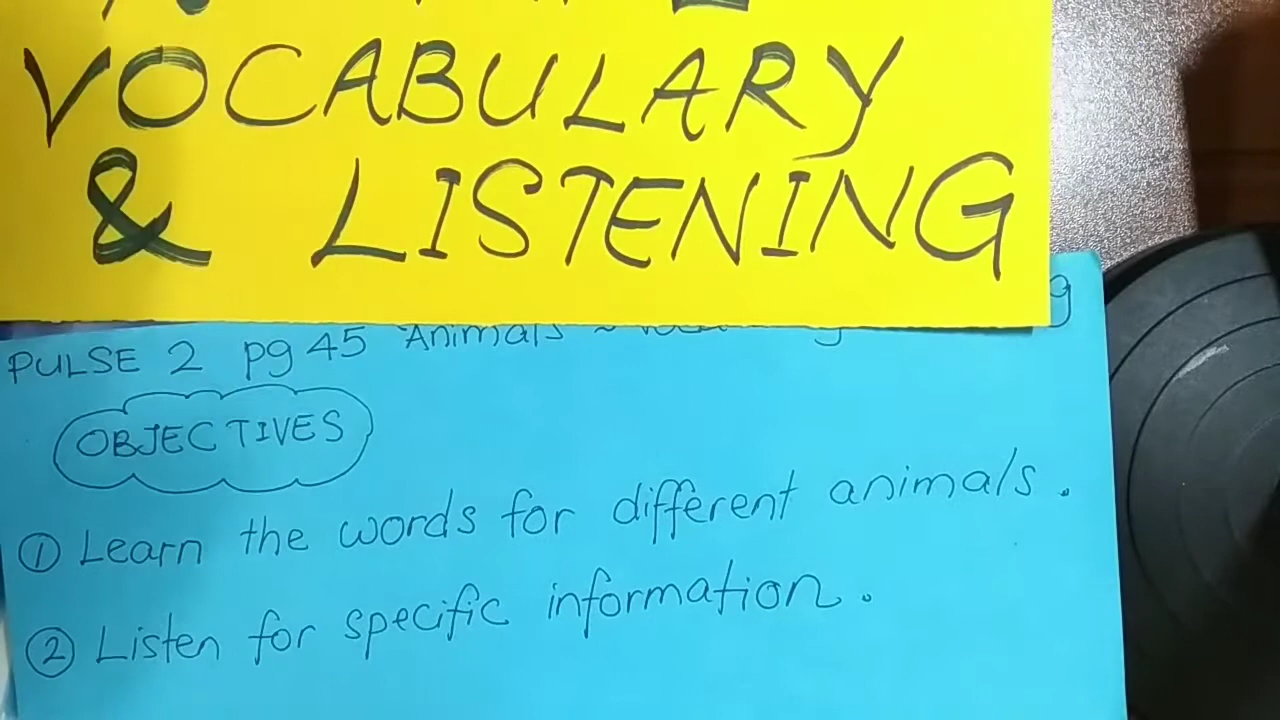 VOCABULARY
& LISTENING
PULSE 2 pg 45 Animals ~
OBJECTIVES
① Learn the words for different animals.
② Listen for specific information.